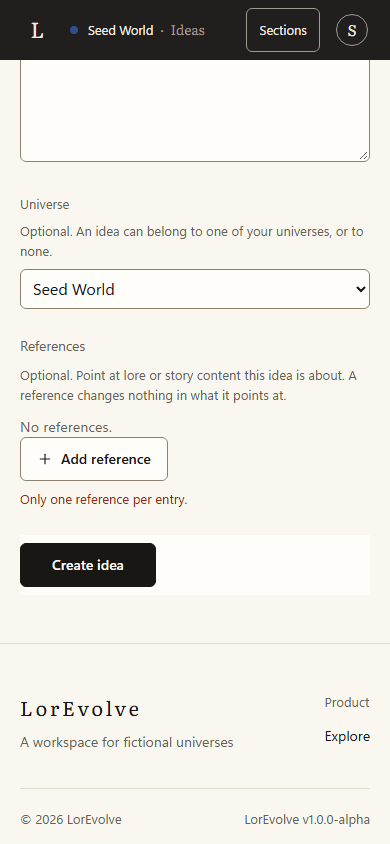 L
Seed World · Ideas
Sections
S
Universe
Optional. An idea can belong to one of your universes, or to
none.
Seed World
References
Optional. Point at lore or story content this idea is about. A
reference changes nothing in what it points at.
No references.
+ Add reference
Only one reference per entry.
Create idea
LorEvolve
Product
A workspace for fictional universes
Explore
© 2026 LorEvolve
LorEvolve v1.0.0-alpha